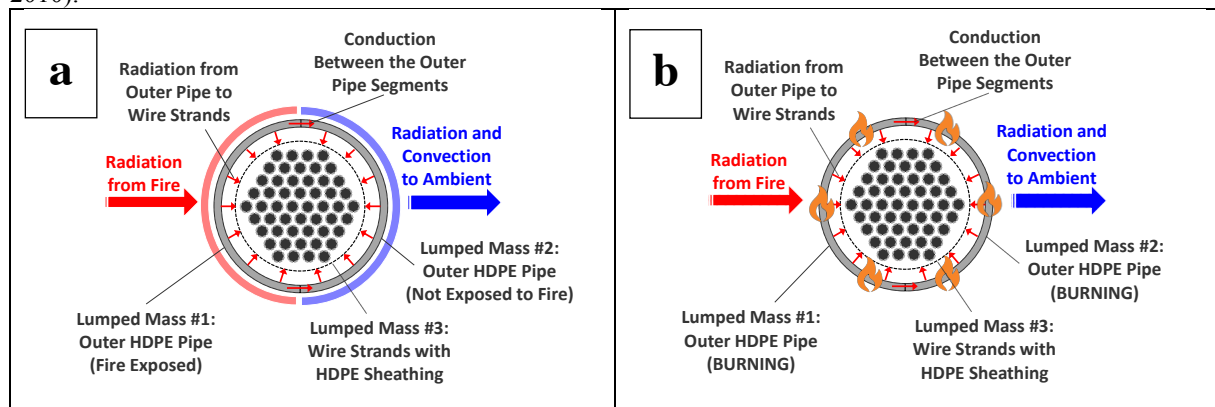 2010).
a
Conduction
Between the Outer
Pipe Segments
Radiation from
Outer Pipe to
Wire Strands
Radiation
from Fire
Radiation and
Convection
to Ambient
Lumped Mass #2:
Outer HDPE Pipe
(Not Exposed to Fire)
Lumped Mass #1:
Outer HDPE Pipe
(Fire Exposed)
Lumped Mass #3:
Wire Strands with
HDPE Sheathing
b
Conduction
Between the Outer
Pipe Segments
Radiation from
Outer Pipe to
Wire Strands
Radiation
from Fire
Radiation and
Convection
to Ambient
Lumped Mass #2:
Outer HDPE Pipe
(BURNING)
Lumped Mass #1:
Outer HDPE Pipe
(BURNING)
Lumped Mass #3:
Wire Strands with
HDPE Sheathing